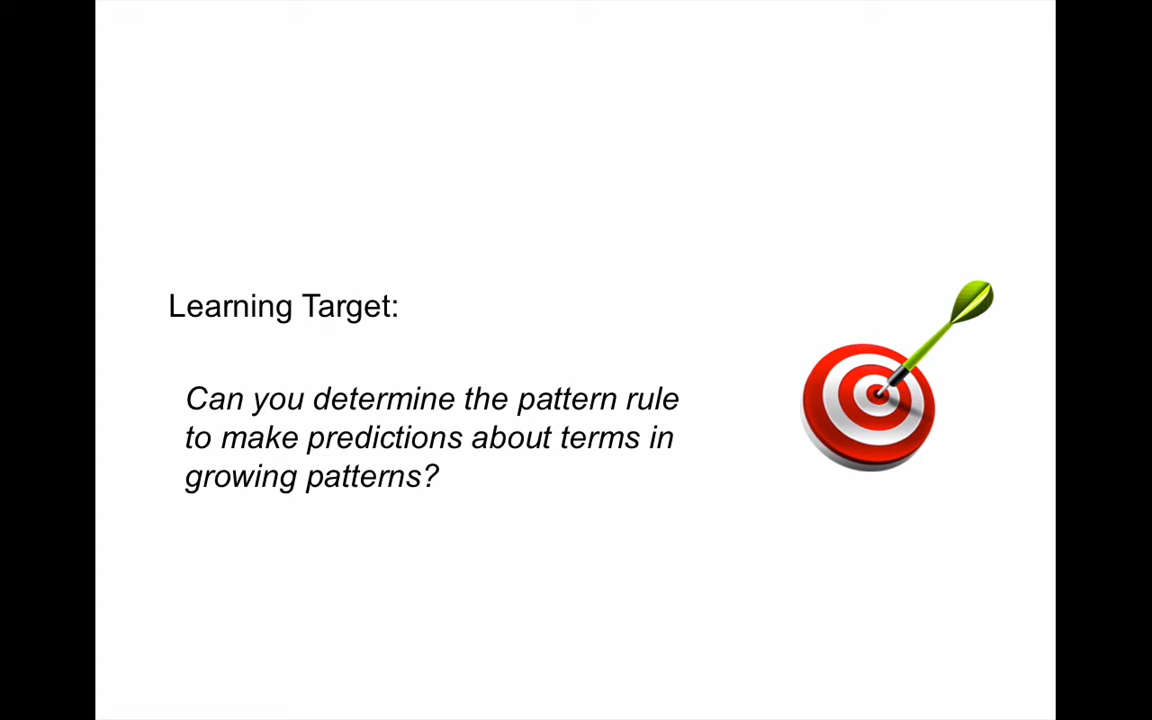 Learning Target:
Can you determine the pattern rule
to make predictions about terms in
growing patterns?